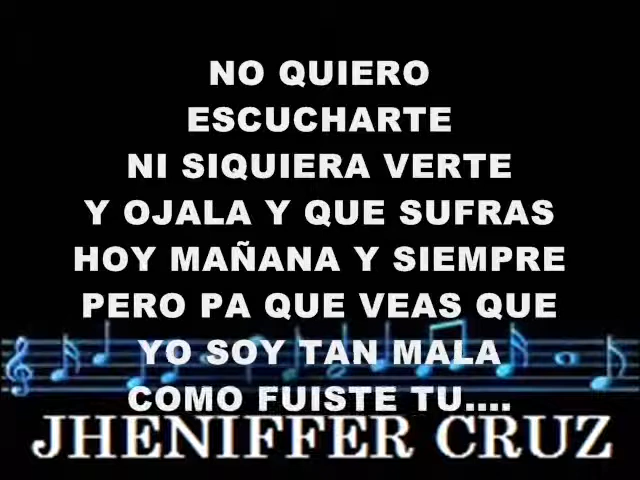 NO QUIERO
ESCUCHARTE
NI SIQUIERA VERTE
Y OJALA Y QUE SUFRAS
HOY MAÑANA Y SIEMPRE
PERO PA QUE VEAS QUE
YO SOY TAN MALA
COMO FUISTE TU....
JHENIFFER CRUZ